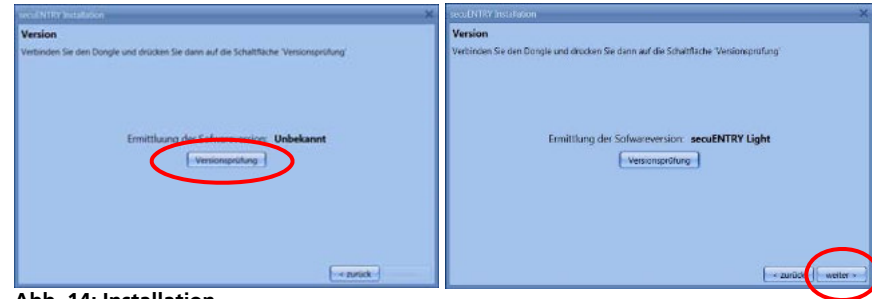 secuENTRY Installation
Version
Verbinden Sie den Dongle und drücken Sie dann auf die Schaltfläche 'Versionsprüfung'
Ermittluung der Sofwareversion: Unbekannt
Versionsprüfung
< zurück
secuENTRY Installation
Version
Verbinden Sie den Dongle und drücken Sie dann auf die Schaltfläche 'Versionsprüfung'
Ermittlung der Sofwareversion: secuENTRY Light
Versionsprüfung
< zurück
weiter >
Abb. 14: Installation